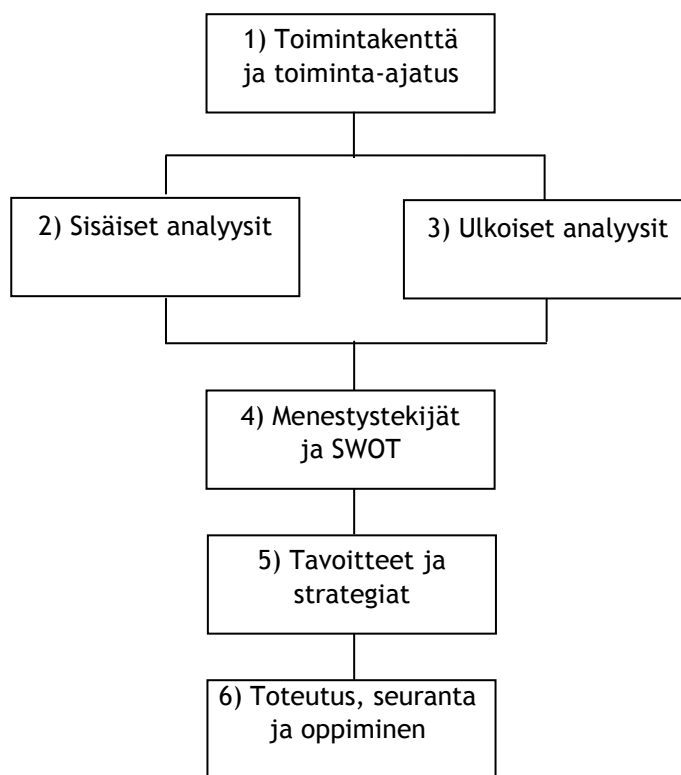 1) Toimintakenttä
ja toiminta-ajatus
2) Sisäiset analyysit
3) Ulkoiset analyysit
4) Menestystekijät
ja SWOT
5) Tavoitteet ja
strategiat
6) Toteutus, seuranta
ja oppiminen